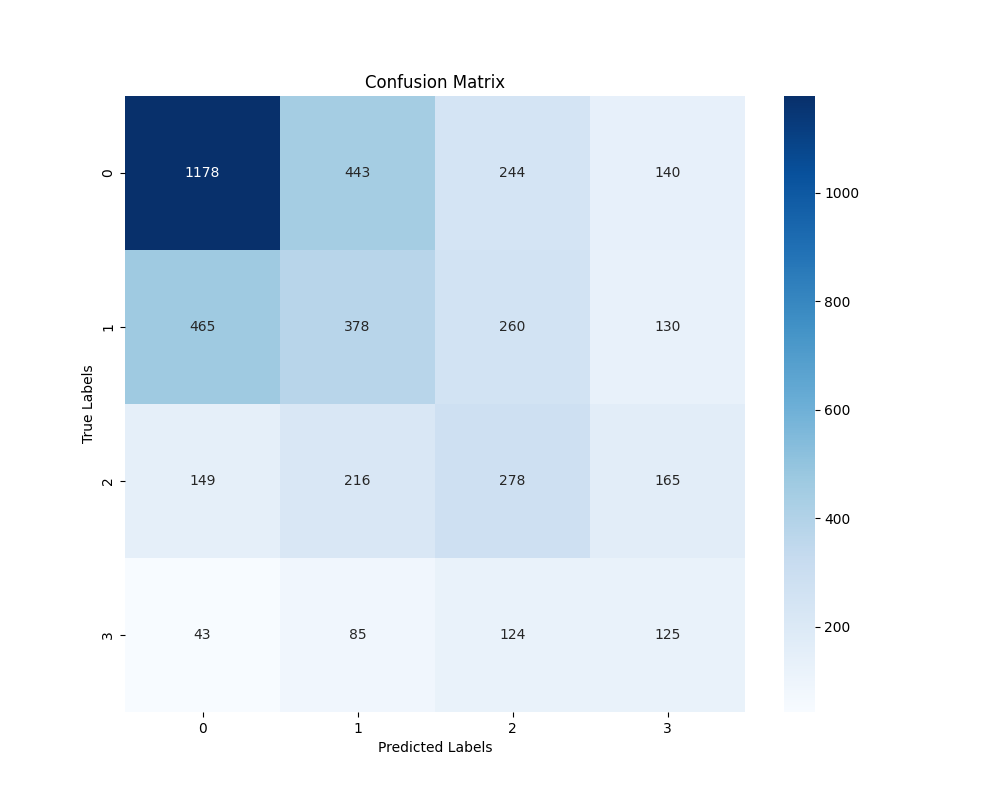 Confusion Matrix
0 1178 443 244 140
1 465 378 260 130
2 149 216 278 165
3 43 85 124 125
0 1 2 3
Predicted Labels
True Labels
1000
800
600
400
200